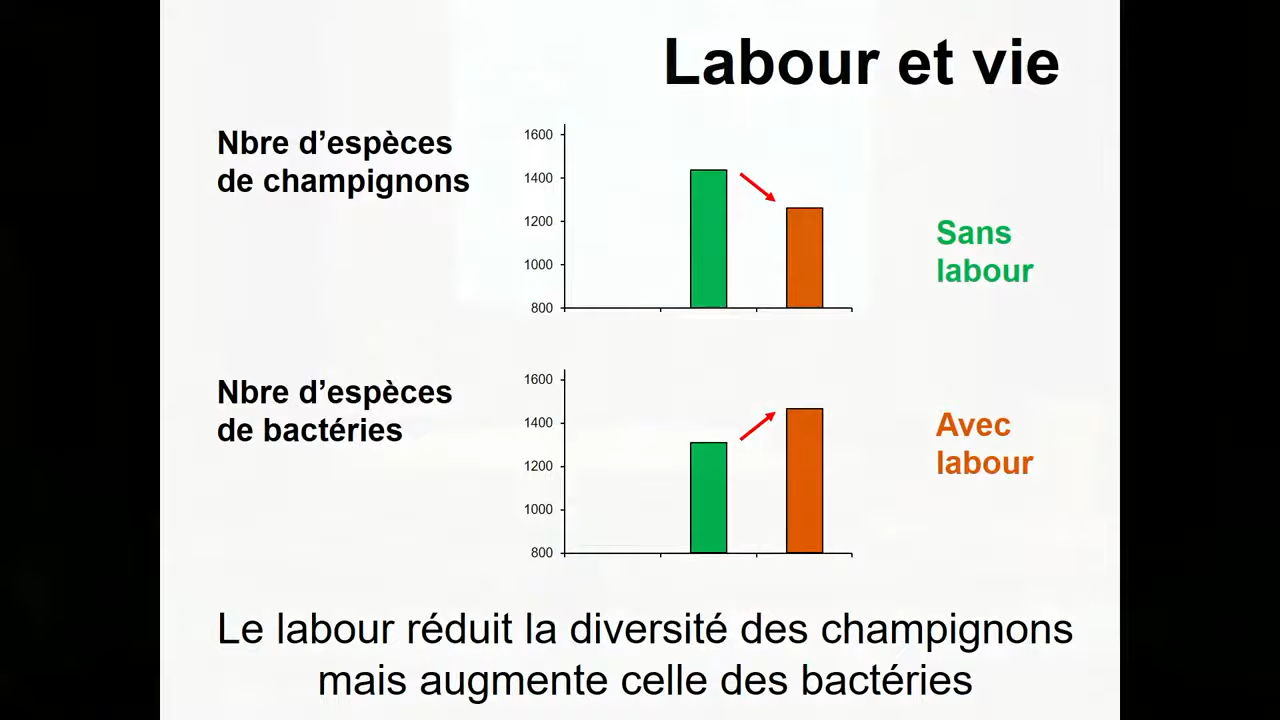 Labour et vie
Nbre d’espèces
de champignons
1600
1400
1200
1000
800
Sans
labour
Nbre d’espèces
de bactéries
1600
1400
1200
1000
800
Avec
labour
Le labour réduit la diversité des champignons
mais augmente celle des bactéries